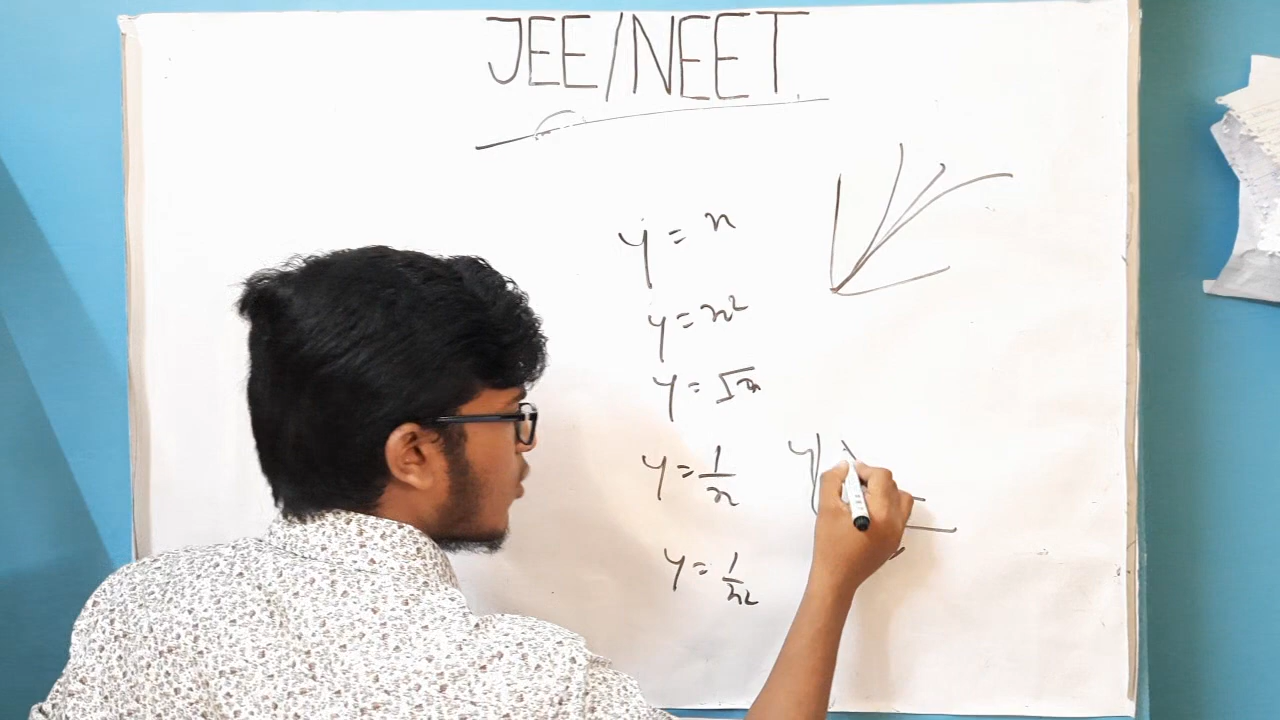 JEE/NEET
y = x
y = x²
y = √x
y = 1/x
y
y = 1/x²